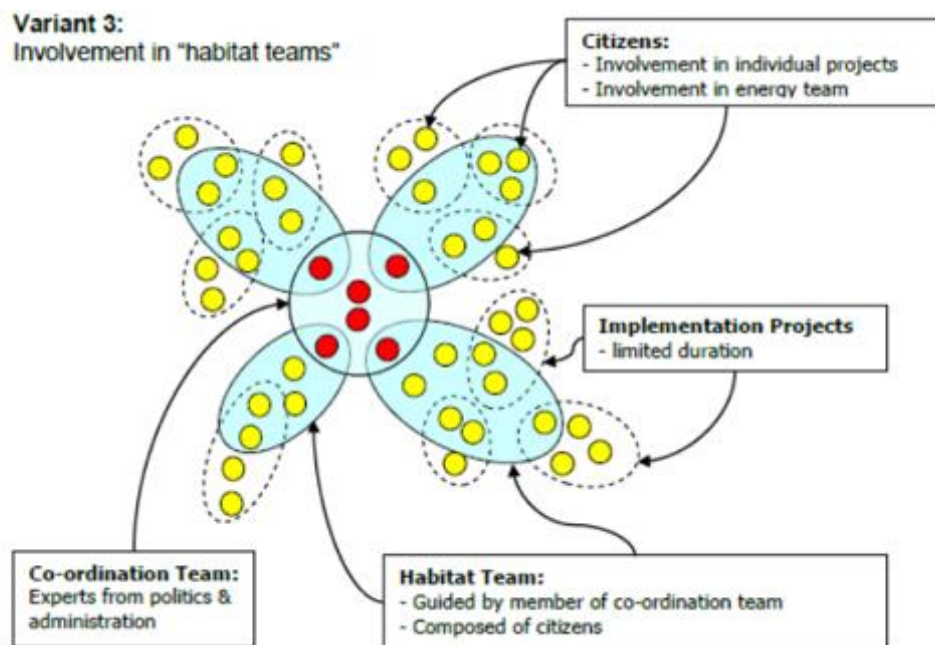 Variant 3:
Involvement in "habitat teams"
Citizens:
- Involvement in individual projects
- Involvement in energy team
Implementation Projects
- limited duration
Co-ordination Team:
Experts from politics &
administration
Habitat Team:
- Guided by member of co-ordination team
- Composed of citizens